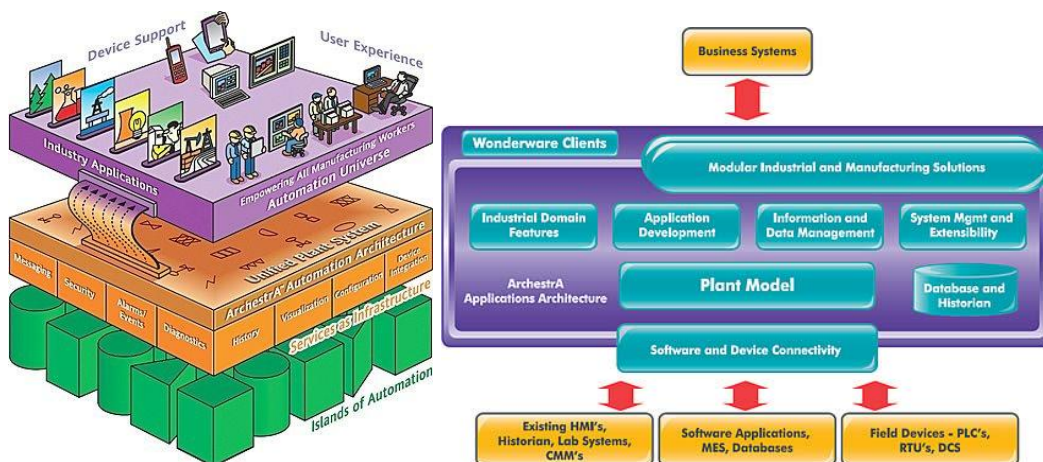 Device Support
User Experience
Industry Applications
Empowering All Manufacturing Workers
Automation Universe
Unified Plant System
ArchestrA™ Automation Architecture
Messaging
Security
Alarms/
Events
Diagnostics
History
Visualization
Configuration
Device
Integration
Services as Infrastructure
Islands of Automation
Business Systems
Wonderware Clients
Modular Industrial and Manufacturing Solutions
Industrial Domain
Features
Application
Development
Information and
Data Management
System Mgmt and
Extensibility
ArchestrA
Applications Architecture
Plant Model
Database and
Historian
Software and Device Connectivity
Existing HMI's,
Historian, Lab Systems,
CMM's
Software Applications,
MES, Databases
Field Devices - PLC's,
RTU's, DCS